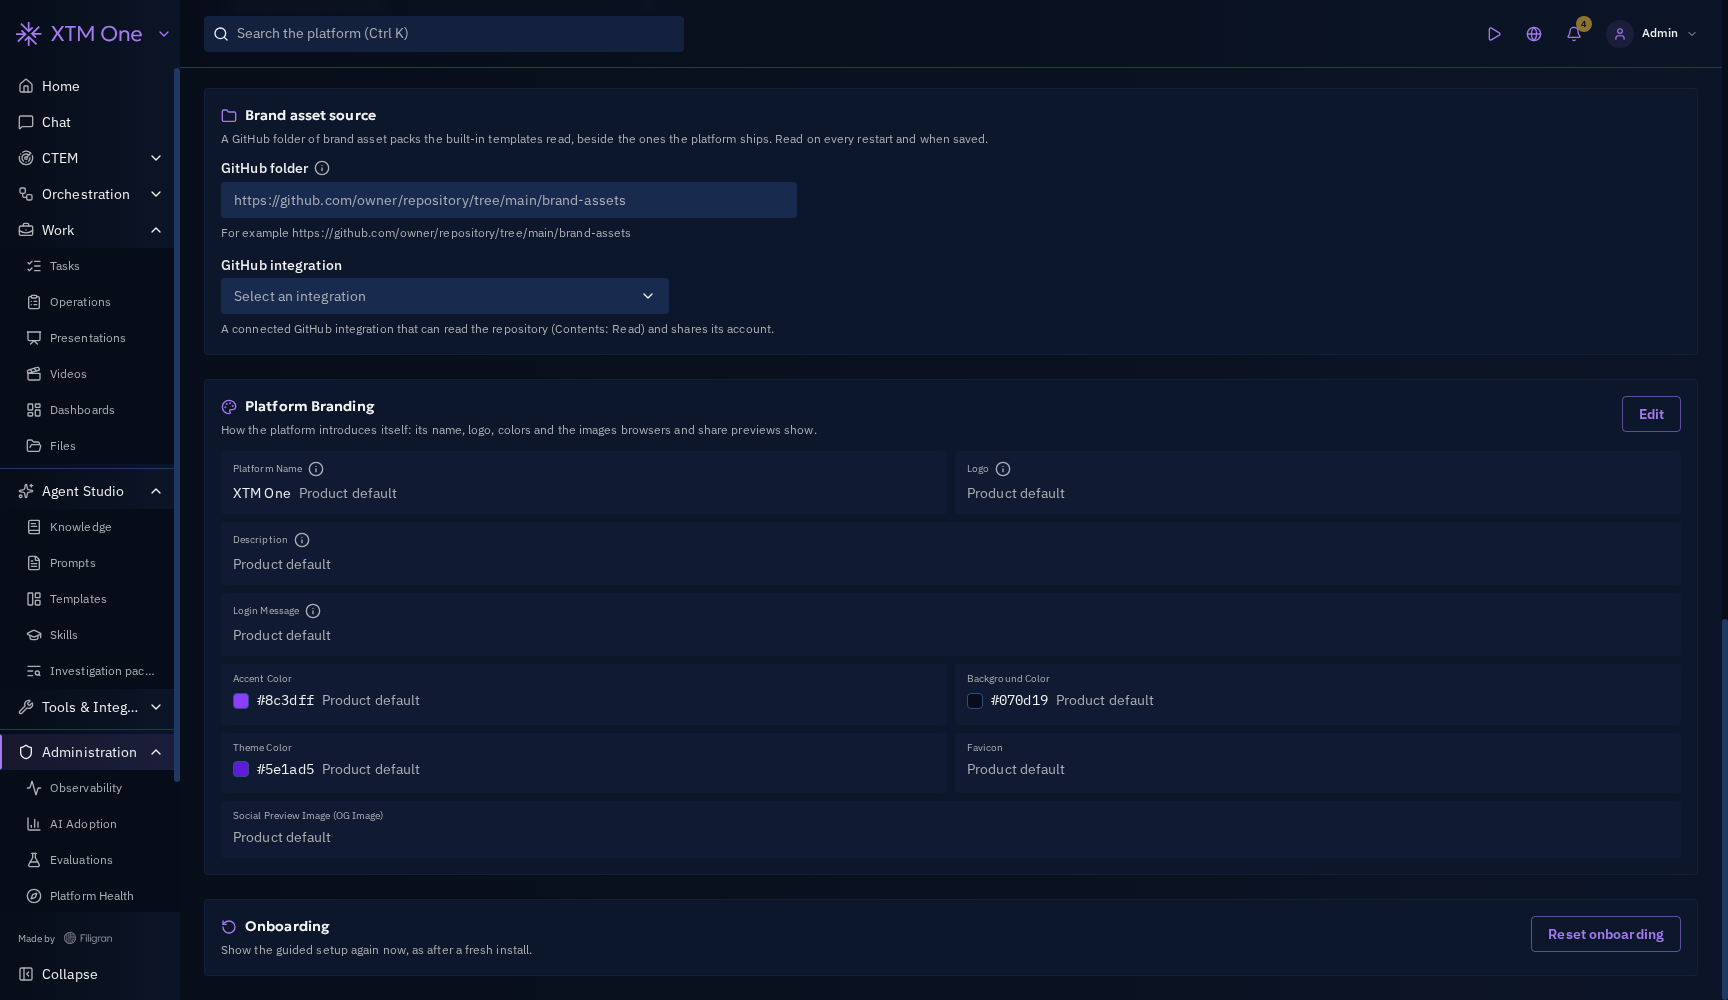 XTM One
Search the platform (Ctrl K)
4
Admin
Home
Chat
CTEM
Orchestration
Work
Tasks
Operations
Presentations
Videos
Dashboards
Files
Agent Studio
Knowledge
Prompts
Templates
Skills
Investigation pac...
Tools & Integ...
Administration
Observability
AI Adoption
Evaluations
Platform Health
Made by Filigran
Collapse
Brand asset source
A GitHub folder of brand asset packs the built-in templates read, beside the ones the platform ships. Read on every restart and when saved.
GitHub folder
https://github.com/owner/repository/tree/main/brand-assets
For example https://github.com/owner/repository/tree/main/brand-assets
GitHub integration
Select an integration
A connected GitHub integration that can read the repository (Contents: Read) and shares its account.
Platform Branding
Edit
How the platform introduces itself: its name, logo, colors and the images browsers and share previews show.
Platform Name
XTM One Product default
Logo
Product default
Description
Product default
Login Message
Product default
Accent Color
#8c3dff Product default
Background Color
#070d19 Product default
Theme Color
#5e1ad5 Product default
Favicon
Product default
Social Preview Image (OG Image)
Product default
Onboarding
Show the guided setup again now, as after a fresh install.
Reset onboarding